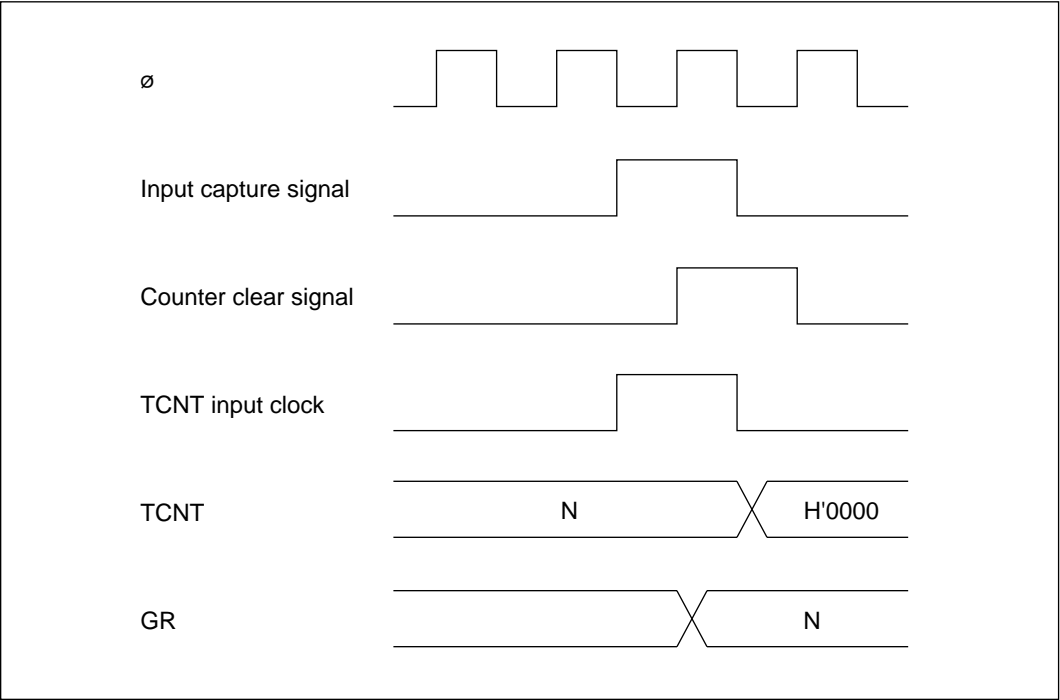 ø
Input capture signal
Counter clear signal
TCNT input clock
TCNT
N
H'0000
GR
N